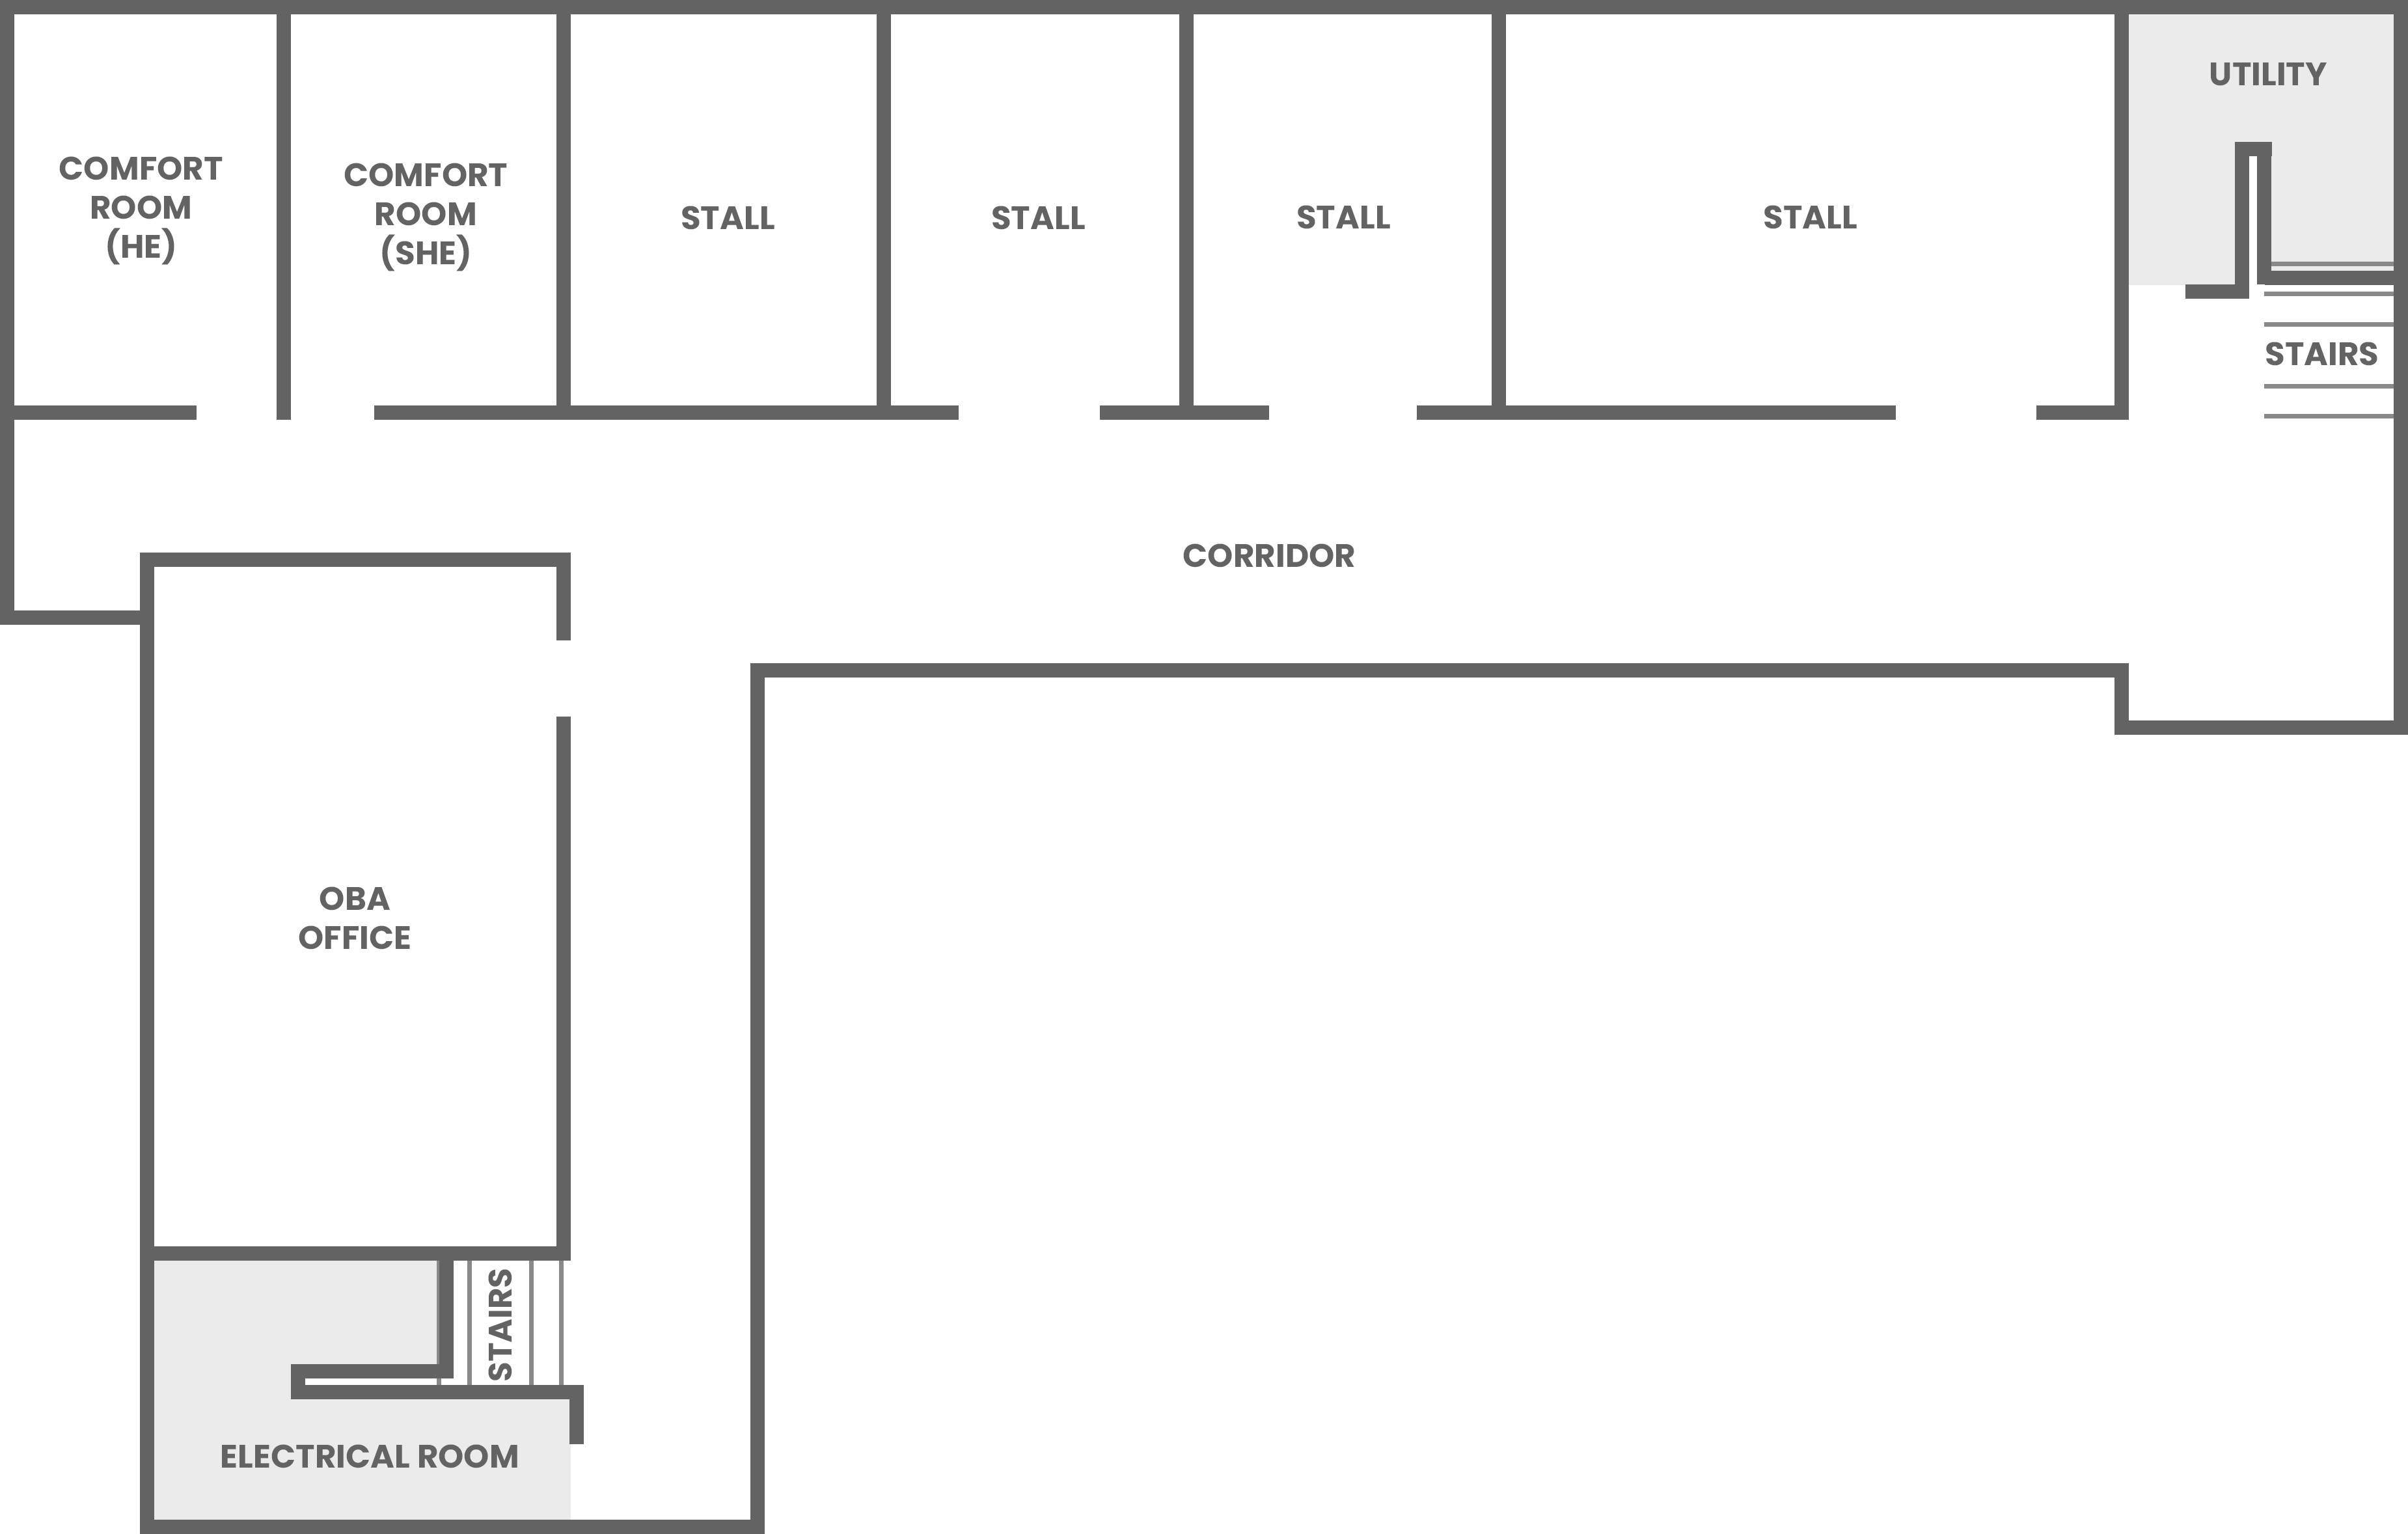 UTILITY
COMFORT
ROOM
(HE)
COMFORT
ROOM
(SHE)
STALL
STALL
STALL
STALL
STAIRS
CORRIDOR
OBA
OFFICE
STAIRS
ELECTRICAL ROOM